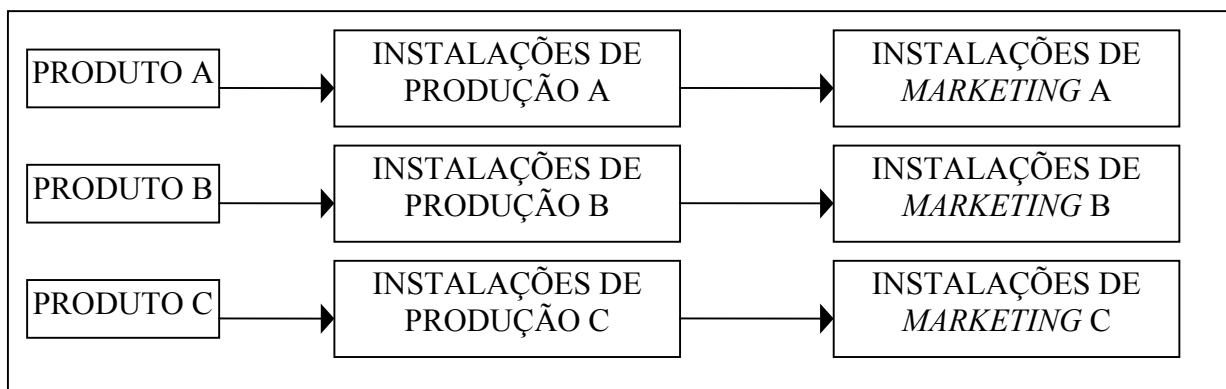 PRODUTO A
INSTALAÇÕES DE
PRODUÇÃO A
INSTALAÇÕES DE
MARKETING A
PRODUTO B
INSTALAÇÕES DE
PRODUÇÃO B
INSTALAÇÕES DE
MARKETING B
PRODUTO C
INSTALAÇÕES DE
PRODUÇÃO C
INSTALAÇÕES DE
MARKETING C